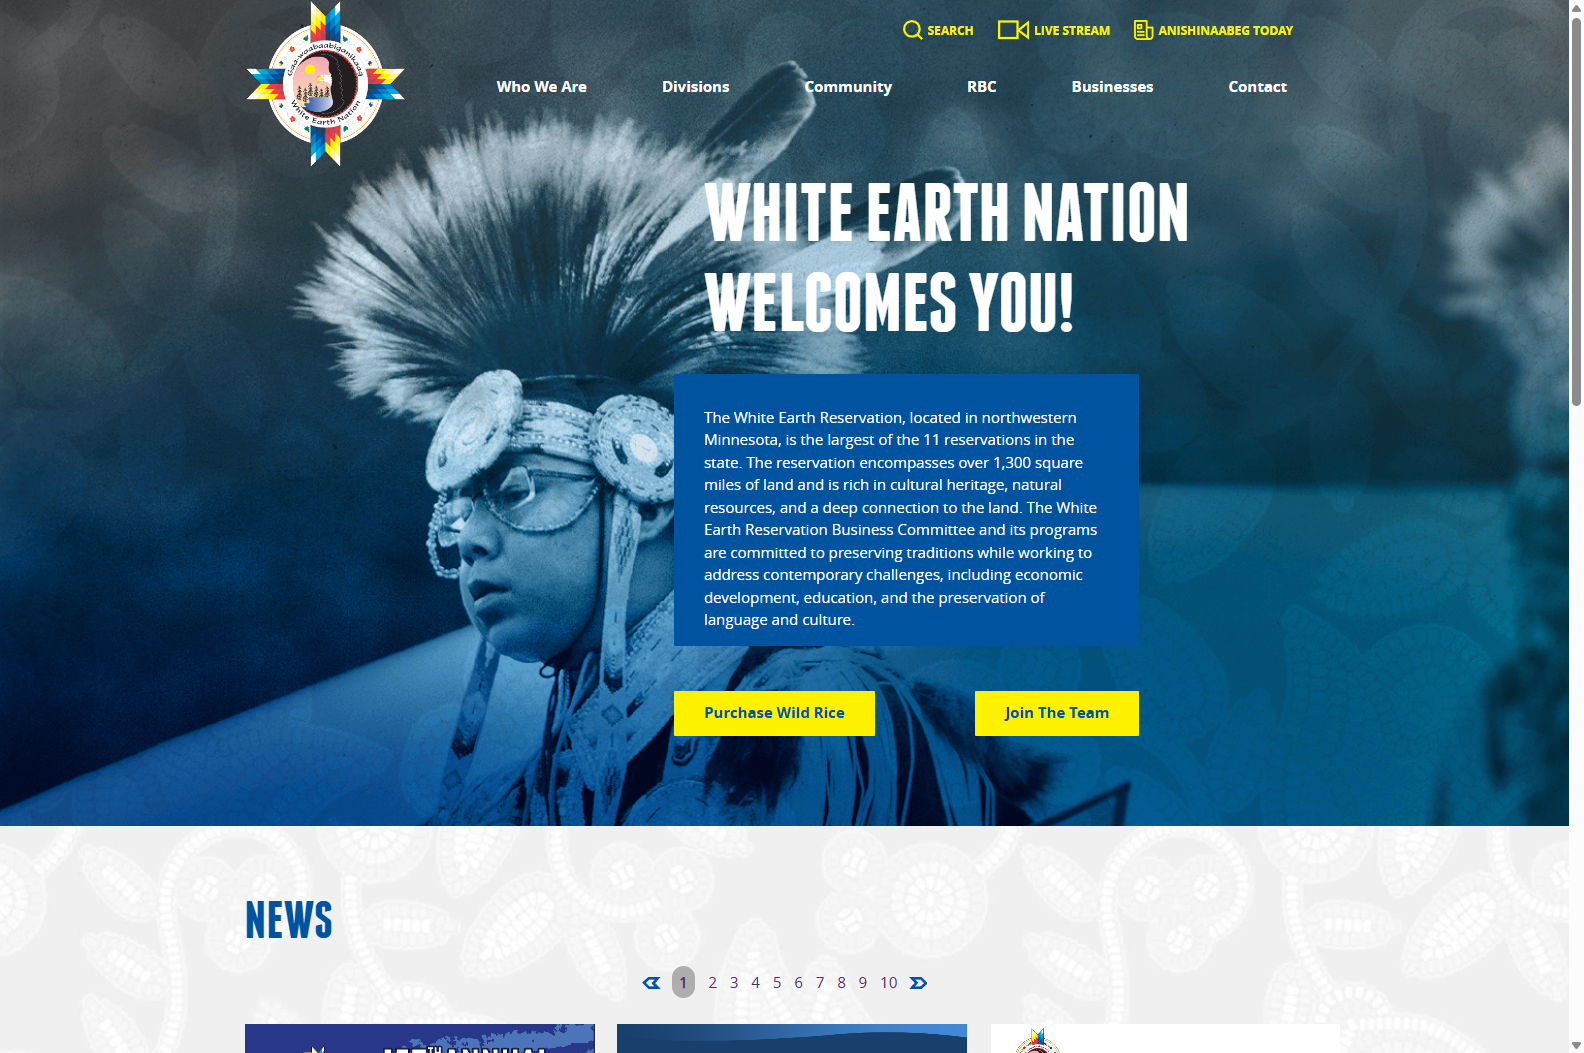 Gaa-waabaabiganikaag
White Earth Nation
SEARCH
LIVE STREAM
ANISHINAABEG TODAY
Who We Are
Divisions
Community
RBC
Businesses
Contact
WHITE EARTH NATION
WELCOMES YOU!
The White Earth Reservation, located in northwestern
Minnesota, is the largest of the 11 reservations in the
state. The reservation encompasses over 1,300 square
miles of land and is rich in cultural heritage, natural
resources, and a deep connection to the land. The White
Earth Reservation Business Committee and its programs
are committed to preserving traditions while working to
address contemporary challenges, including economic
development, education, and the preservation of
language and culture.
Purchase Wild Rice
Join The Team
NEWS
1 2 3 4 5 6 7 8 9 10